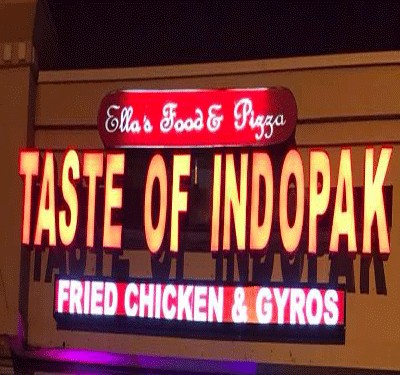 Ella's Food & Pizza
TASTE OF INDOPAK
FRIED CHICKEN & GYROS